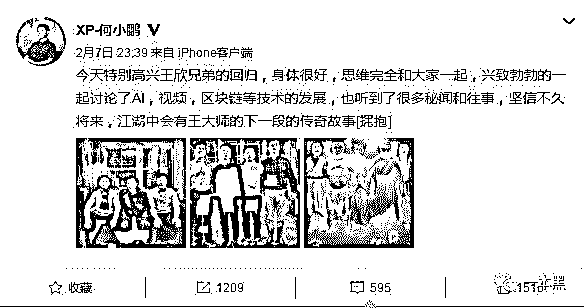 XP-何小鹏
2月7日 23:39 来自 iPhone客户端
今天特别高兴王欣兄弟的回归，身体很好，思维完全和大家一起，兴致勃勃的一
起讨论了AI，视频，区块链等技术的发展，也听到了很多秘闻和往事，坚信不久
将来，江湖中会有王大师的下一段的传奇故事[拥抱]
收藏
1209
595